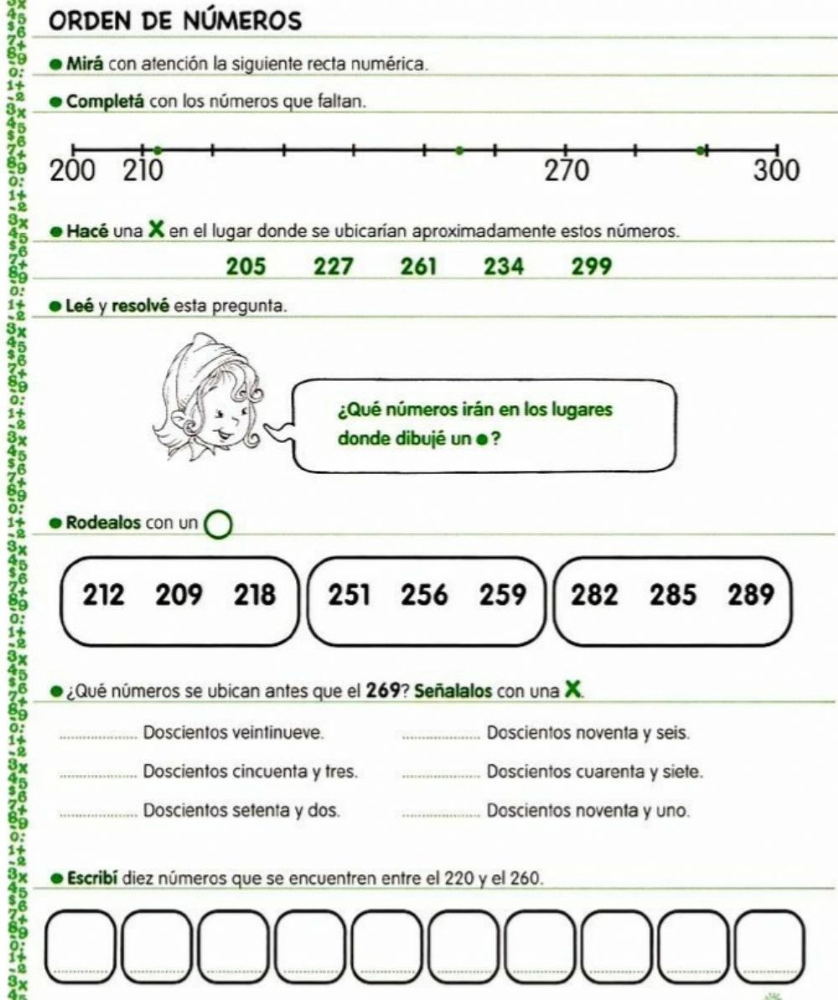 ORDEN DE NÚMEROS
● Mirá con atención la siguiente recta numérica.
● Completá con los números que faltan.
200 210 270 300
● Hacé una X en el lugar donde se ubicarían aproximadamente estos números.
205 227 261 234 299
● Leé y resolvé esta pregunta.
¿Qué números irán en los lugares
donde dibujé un ● ?
● Rodealos con un ◯
212 209 218 251 256 259 282 285 289
● ¿Qué números se ubican antes que el 269? Señalalos con una X.
.................... Doscientos veintinueve. .................... Doscientos noventa y seis.
.................... Doscientos cincuenta y tres. .................... Doscientos cuarenta y siete.
.................... Doscientos setenta y dos. .................... Doscientos noventa y uno.
● Escribí diez números que se encuentren entre el 220 y el 260.